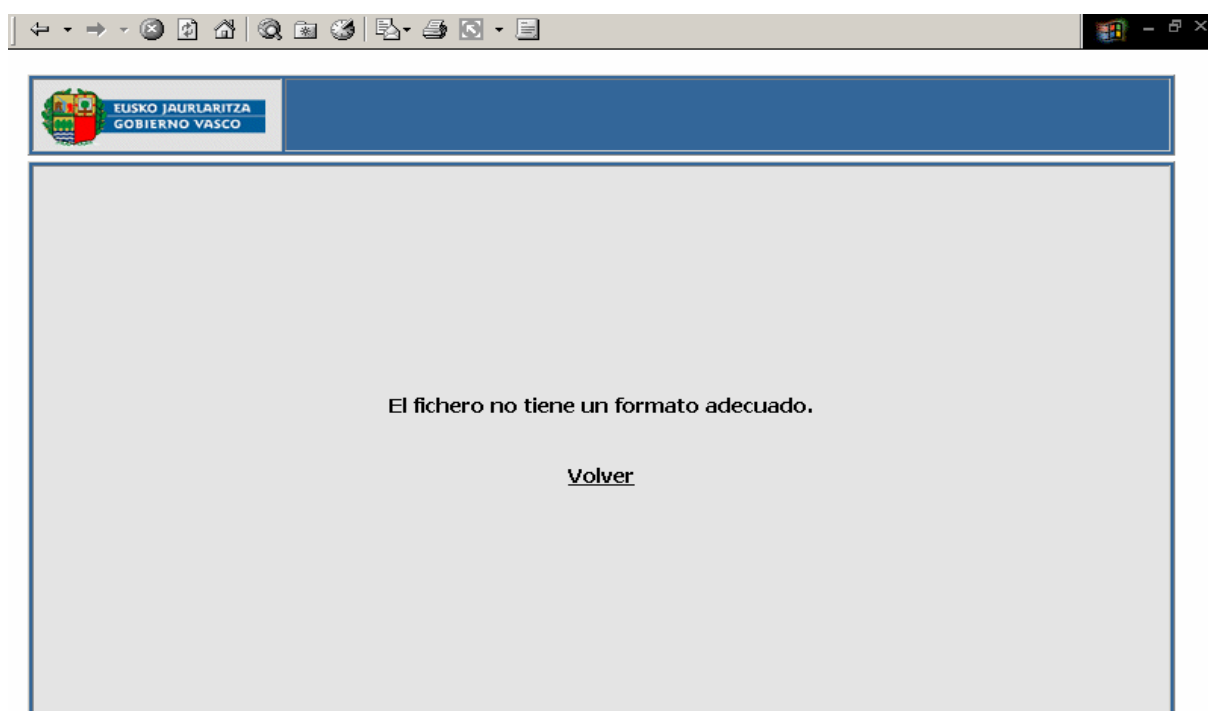 EUSKO JAURLARITZA
GOBIERNO VASCO
El fichero no tiene un formato adecuado.
Volver